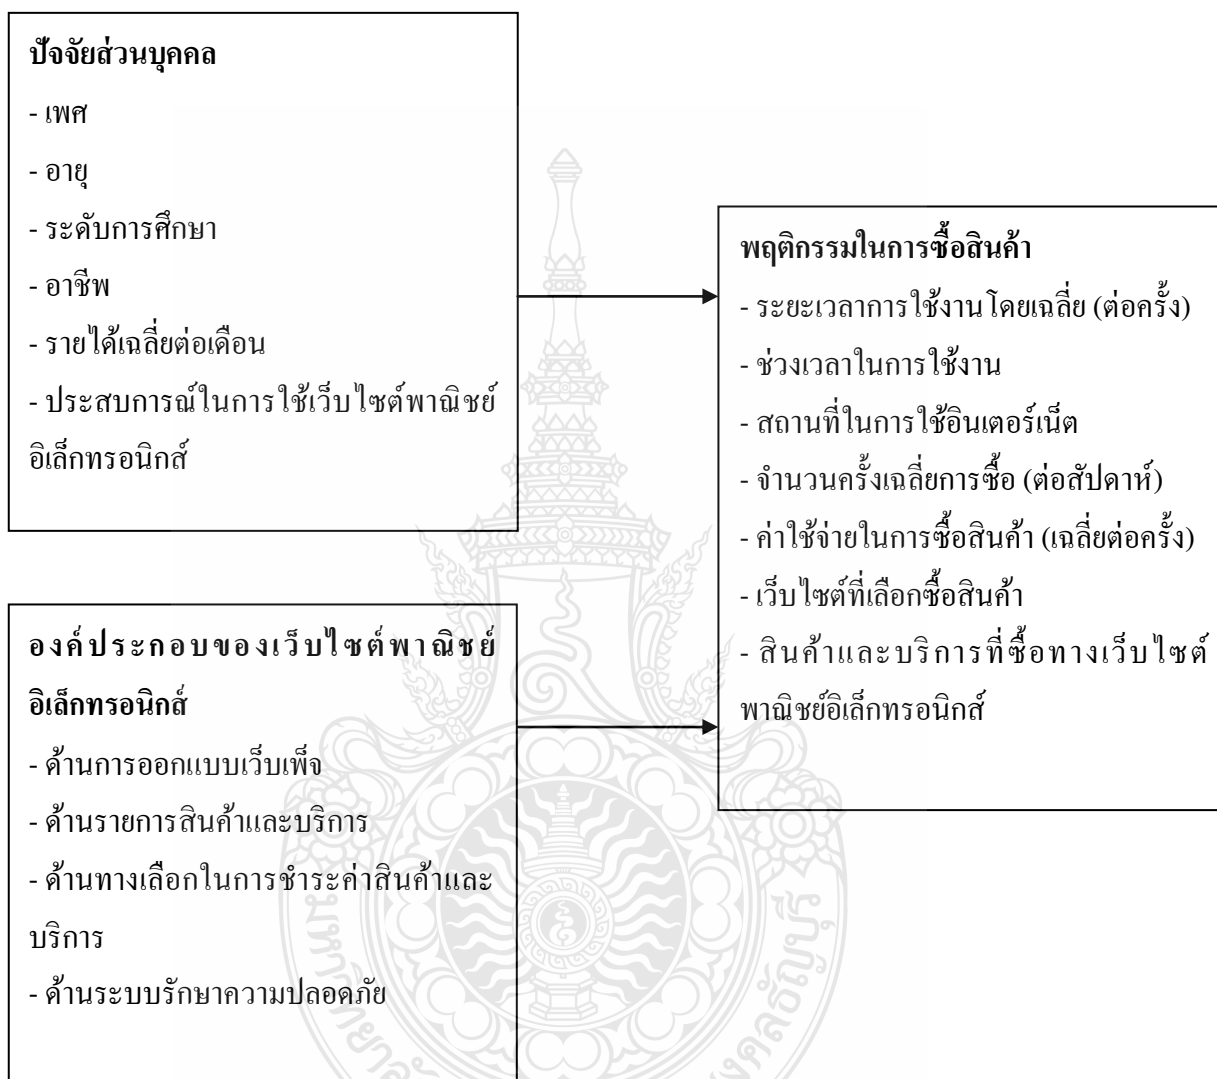 ปัจจัยส่วนบุคคล
- เพศ
- อายุ
- ระดับการศึกษา
- อาชีพ
- รายได้เฉลี่ยต่อเดือน
- ประสบการณ์ในการใช้เว็บไซต์พาณิชย์
อิเล็กทรอนิกส์
องค์ประกอบของเว็บไซต์พาณิชย์
อิเล็กทรอนิกส์
- ด้านการออกแบบเว็บเพ็จ
- ด้านรายการสินค้าและบริการ
- ด้านทางเลือกในการชำระค่าสินค้าและ
บริการ
- ด้านระบบรักษาความปลอดภัย
พฤติกรรมในการซื้อสินค้า
- ระยะเวลาการใช้งานโดยเฉลี่ย (ต่อครั้ง)
- ช่วงเวลาในการใช้งาน
- สถานที่ในการใช้อินเตอร์เน็ต
- จำนวนครั้งเฉลี่ยการซื้อ (ต่อสัปดาห์)
- ค่าใช้จ่ายในการซื้อสินค้า (เฉลี่ยต่อครั้ง)
- เว็บไซต์ที่เลือกซื้อสินค้า
- สินค้าและบริการที่ซื้อทางเว็บไซต์
พาณิชย์อิเล็กทรอนิกส์